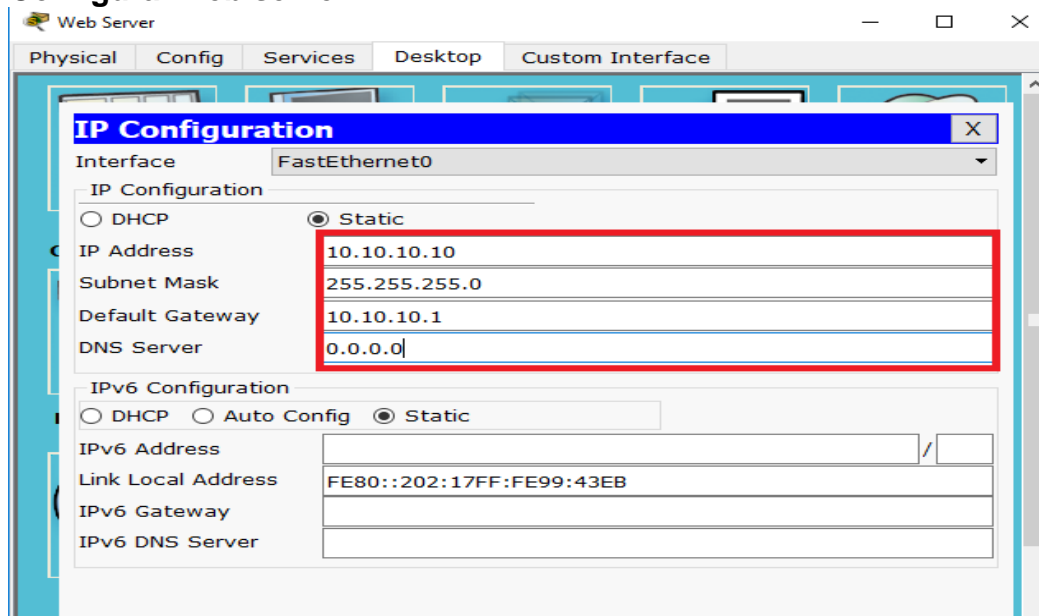 Web Server
Physical Config Services Desktop Custom Interface
IP Configuration X
Interface FastEthernet0
IP Configuration
DHCP Static
IP Address 10.10.10.10
Subnet Mask 255.255.255.0
Default Gateway 10.10.10.1
DNS Server 0.0.0.0
IPv6 Configuration
DHCP Auto Config Static
IPv6 Address /
Link Local Address FE80::202:17FF:FE99:43EB
IPv6 Gateway
IPv6 DNS Server